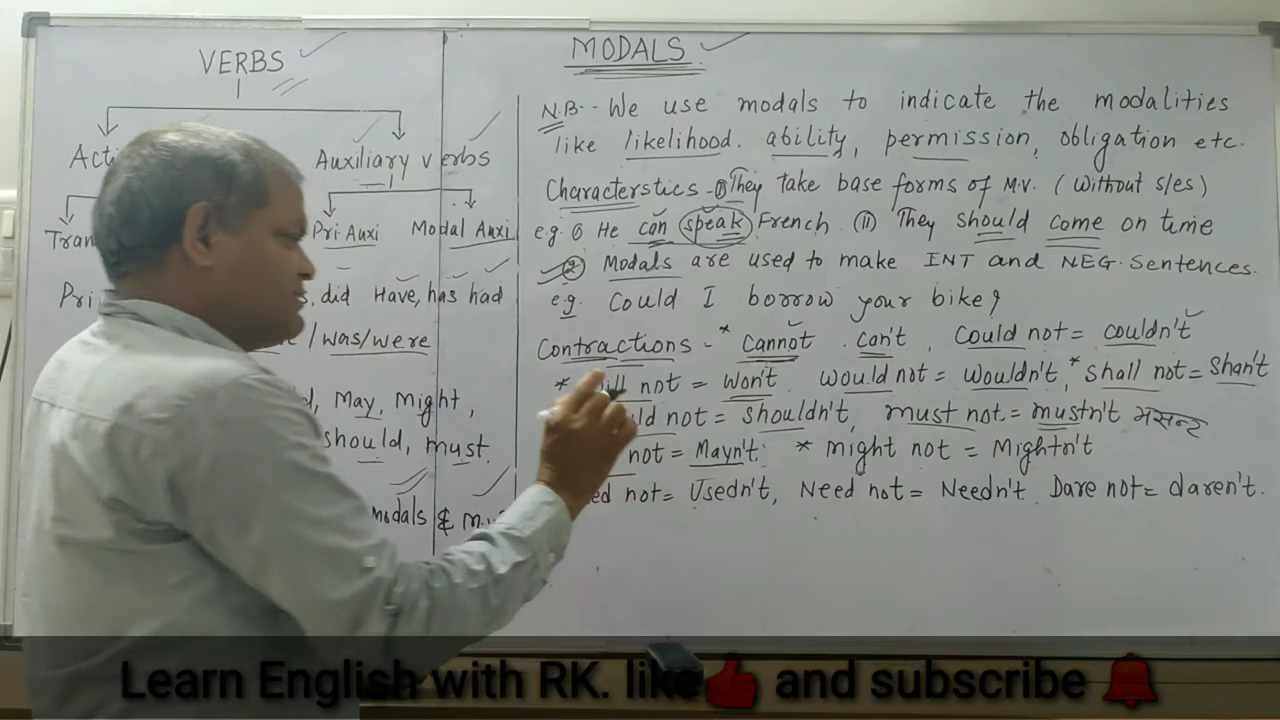 VERBS
Auxiliary verbs
Pri Auxi Modal Auxi
did Have, has had
/was/were
May, Might,
should, must.
modals & M.V
MODALS
N.B.- We use modals to indicate the modalities
like likelihood. ability, permission, obligation etc.
Characterstics - (i) They take base forms of M.V. (without s/es)
e.g. (i) He can speak French. (ii) They should come on time
(2) Modals are used to make INT and NEG. Sentences.
e.g. Could I borrow your bike?
Contractions - * Cannot can't, Could not = couldn't
* not = Won't. would not = Wouldn't, * Shall not = Shan't
not = shouldn't, must not = mustn't मसन्ट
not = Mayn't. * might not = Mightn't
not = Usedn't, Need not = Needn't. Dare not = daren't.
Learn English with RK. like 👍 and subscribe 🔔